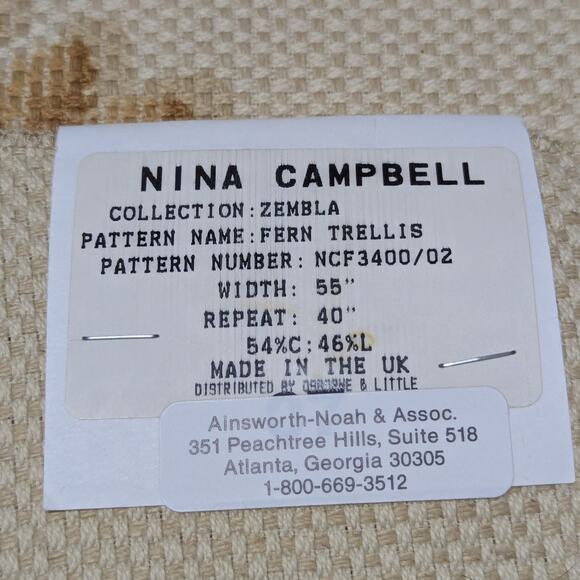 NINA CAMPBELL
COLLECTION: ZEMBLA
PATTERN NAME: FERN TRELLIS
PATTERN NUMBER: NCF3400/02
WIDTH: 55"
REPEAT: 40"
54%C; 46%L
MADE IN THE UK
DISTRIBUTED BY OSBORNE & LITTLE
Ainsworth-Noah & Assoc.
351 Peachtree Hills, Suite 518
Atlanta, Georgia 30305
1-800-669-3512